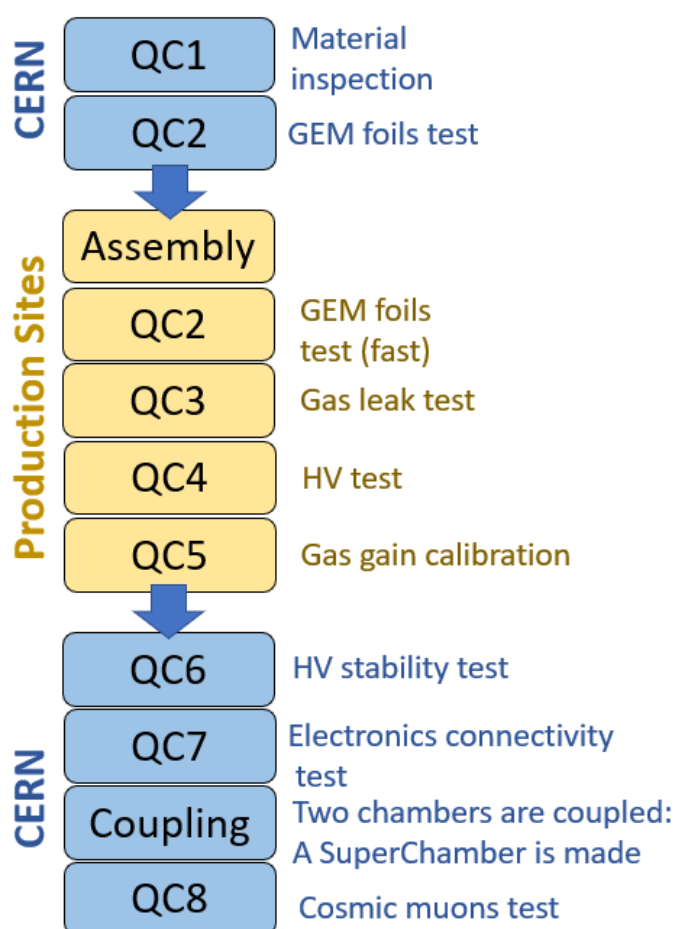 CERN
QC1
Material
inspection
QC2
GEM foils test
Production Sites
Assembly
QC2
GEM foils
test (fast)
QC3
Gas leak test
QC4
HV test
QC5
Gas gain calibration
CERN
QC6
HV stability test
QC7
Electronics connectivity
test
Coupling
Two chambers are coupled:
A SuperChamber is made
QC8
Cosmic muons test